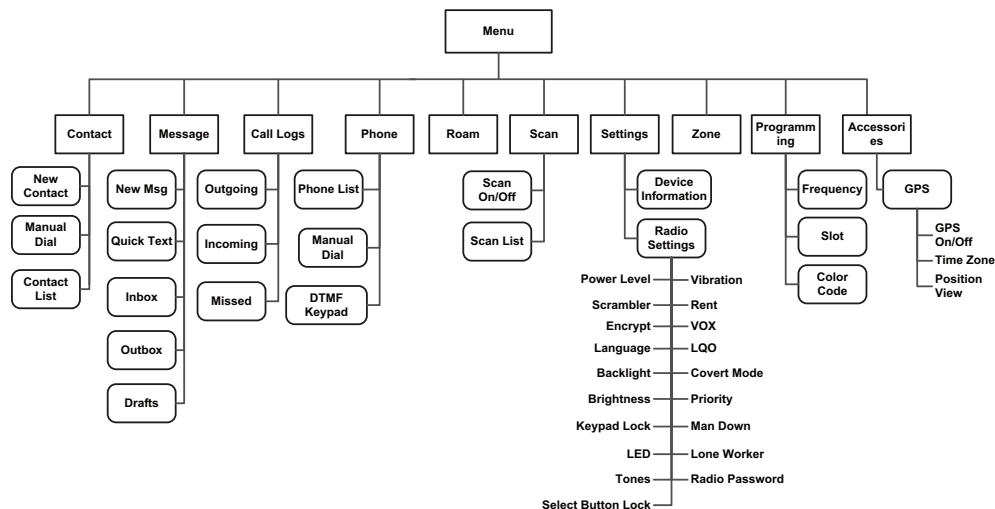 Menu
Contact
Message
Call Logs
Phone
Roam
Scan
Settings
Zone
Programm
ing
Accessori
es
New
Contact
Manual
Dial
Contact
List
New Msg
Quick Text
Inbox
Outbox
Drafts
Outgoing
Incoming
Missed
Phone List
Manual
Dial
DTMF
Keypad
Scan
On/Off
Scan List
Device
Information
Radio
Settings
Power Level
Scrambler
Encrypt
Language
Backlight
Brightness
Keypad Lock
LED
Tones
Select Button Lock
Vibration
Rent
VOX
LQO
Covert Mode
Priority
Man Down
Lone Worker
Radio Password
Frequency
Slot
Color
Code
GPS
GPS
On/Off
Time Zone
Position
View